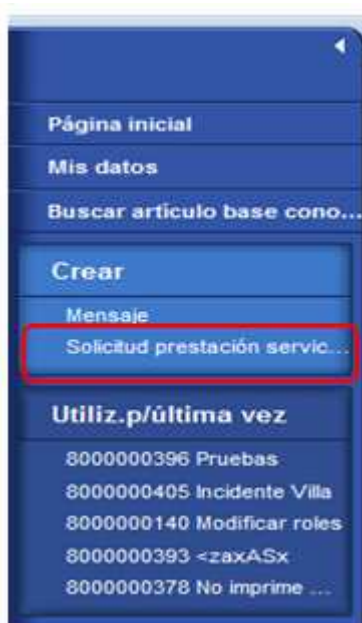 Página inicial
Mis datos
Buscar artículo base cono...
Crear
Mensaje
Solicitud prestación servic...
Utiliz.p/última vez
8000000396 Pruebas
8000000405 Incidente Villa
8000000140 Modificar roles
8000000393 <zaxASx
8000000378 No imprime ...